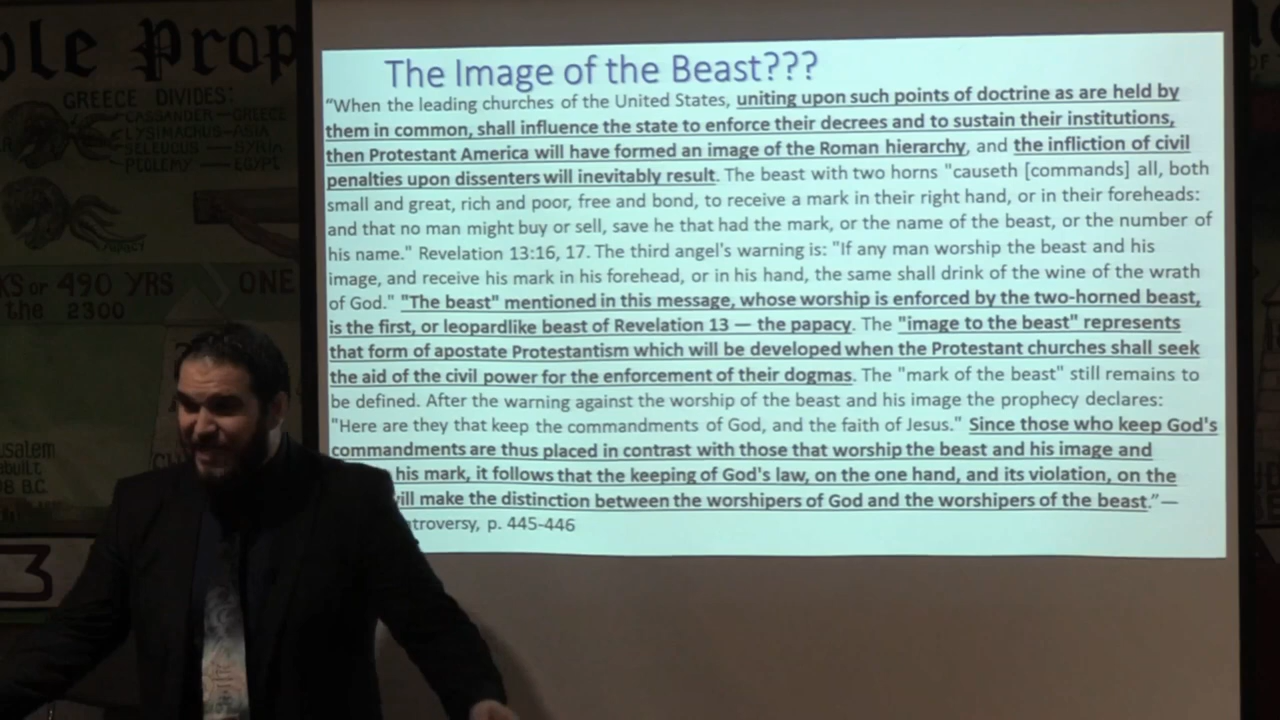 ble Prop
GREECE DIVIDES:
CASSANDER—GREECE
LYSIMACHUS—ASIA
SELEUCUS — SYRIA
PTOLEMY — EGYPT
PAPACY
KS or 490 YRS ONE
the 2300
usalem
ebuilt
B.C.
3
The Image of the Beast???
“When the leading churches of the United States, uniting upon such points of doctrine as are held by
them in common, shall influence the state to enforce their decrees and to sustain their institutions,
then Protestant America will have formed an image of the Roman hierarchy, and the infliction of civil
penalties upon dissenters will inevitably result. The beast with two horns "causeth [commands] all, both
small and great, rich and poor, free and bond, to receive a mark in their right hand, or in their foreheads:
and that no man might buy or sell, save he that had the mark, or the name of the beast, or the number of
his name." Revelation 13:16, 17. The third angel's warning is: "If any man worship the beast and his
image, and receive his mark in his forehead, or in his hand, the same shall drink of the wine of the wrath
of God." "The beast" mentioned in this message, whose worship is enforced by the two-horned beast,
is the first, or leopardlike beast of Revelation 13 — the papacy. The "image to the beast" represents
that form of apostate Protestantism which will be developed when the Protestant churches shall seek
the aid of the civil power for the enforcement of their dogmas. The "mark of the beast" still remains to
be defined. After the warning against the worship of the beast and his image the prophecy declares:
"Here are they that keep the commandments of God, and the faith of Jesus." Since those who keep God's
commandments are thus placed in contrast with those that worship the beast and his image and
his mark, it follows that the keeping of God's law, on the one hand, and its violation, on the
will make the distinction between the worshipers of God and the worshipers of the beast.”—
troversy, p. 445-446